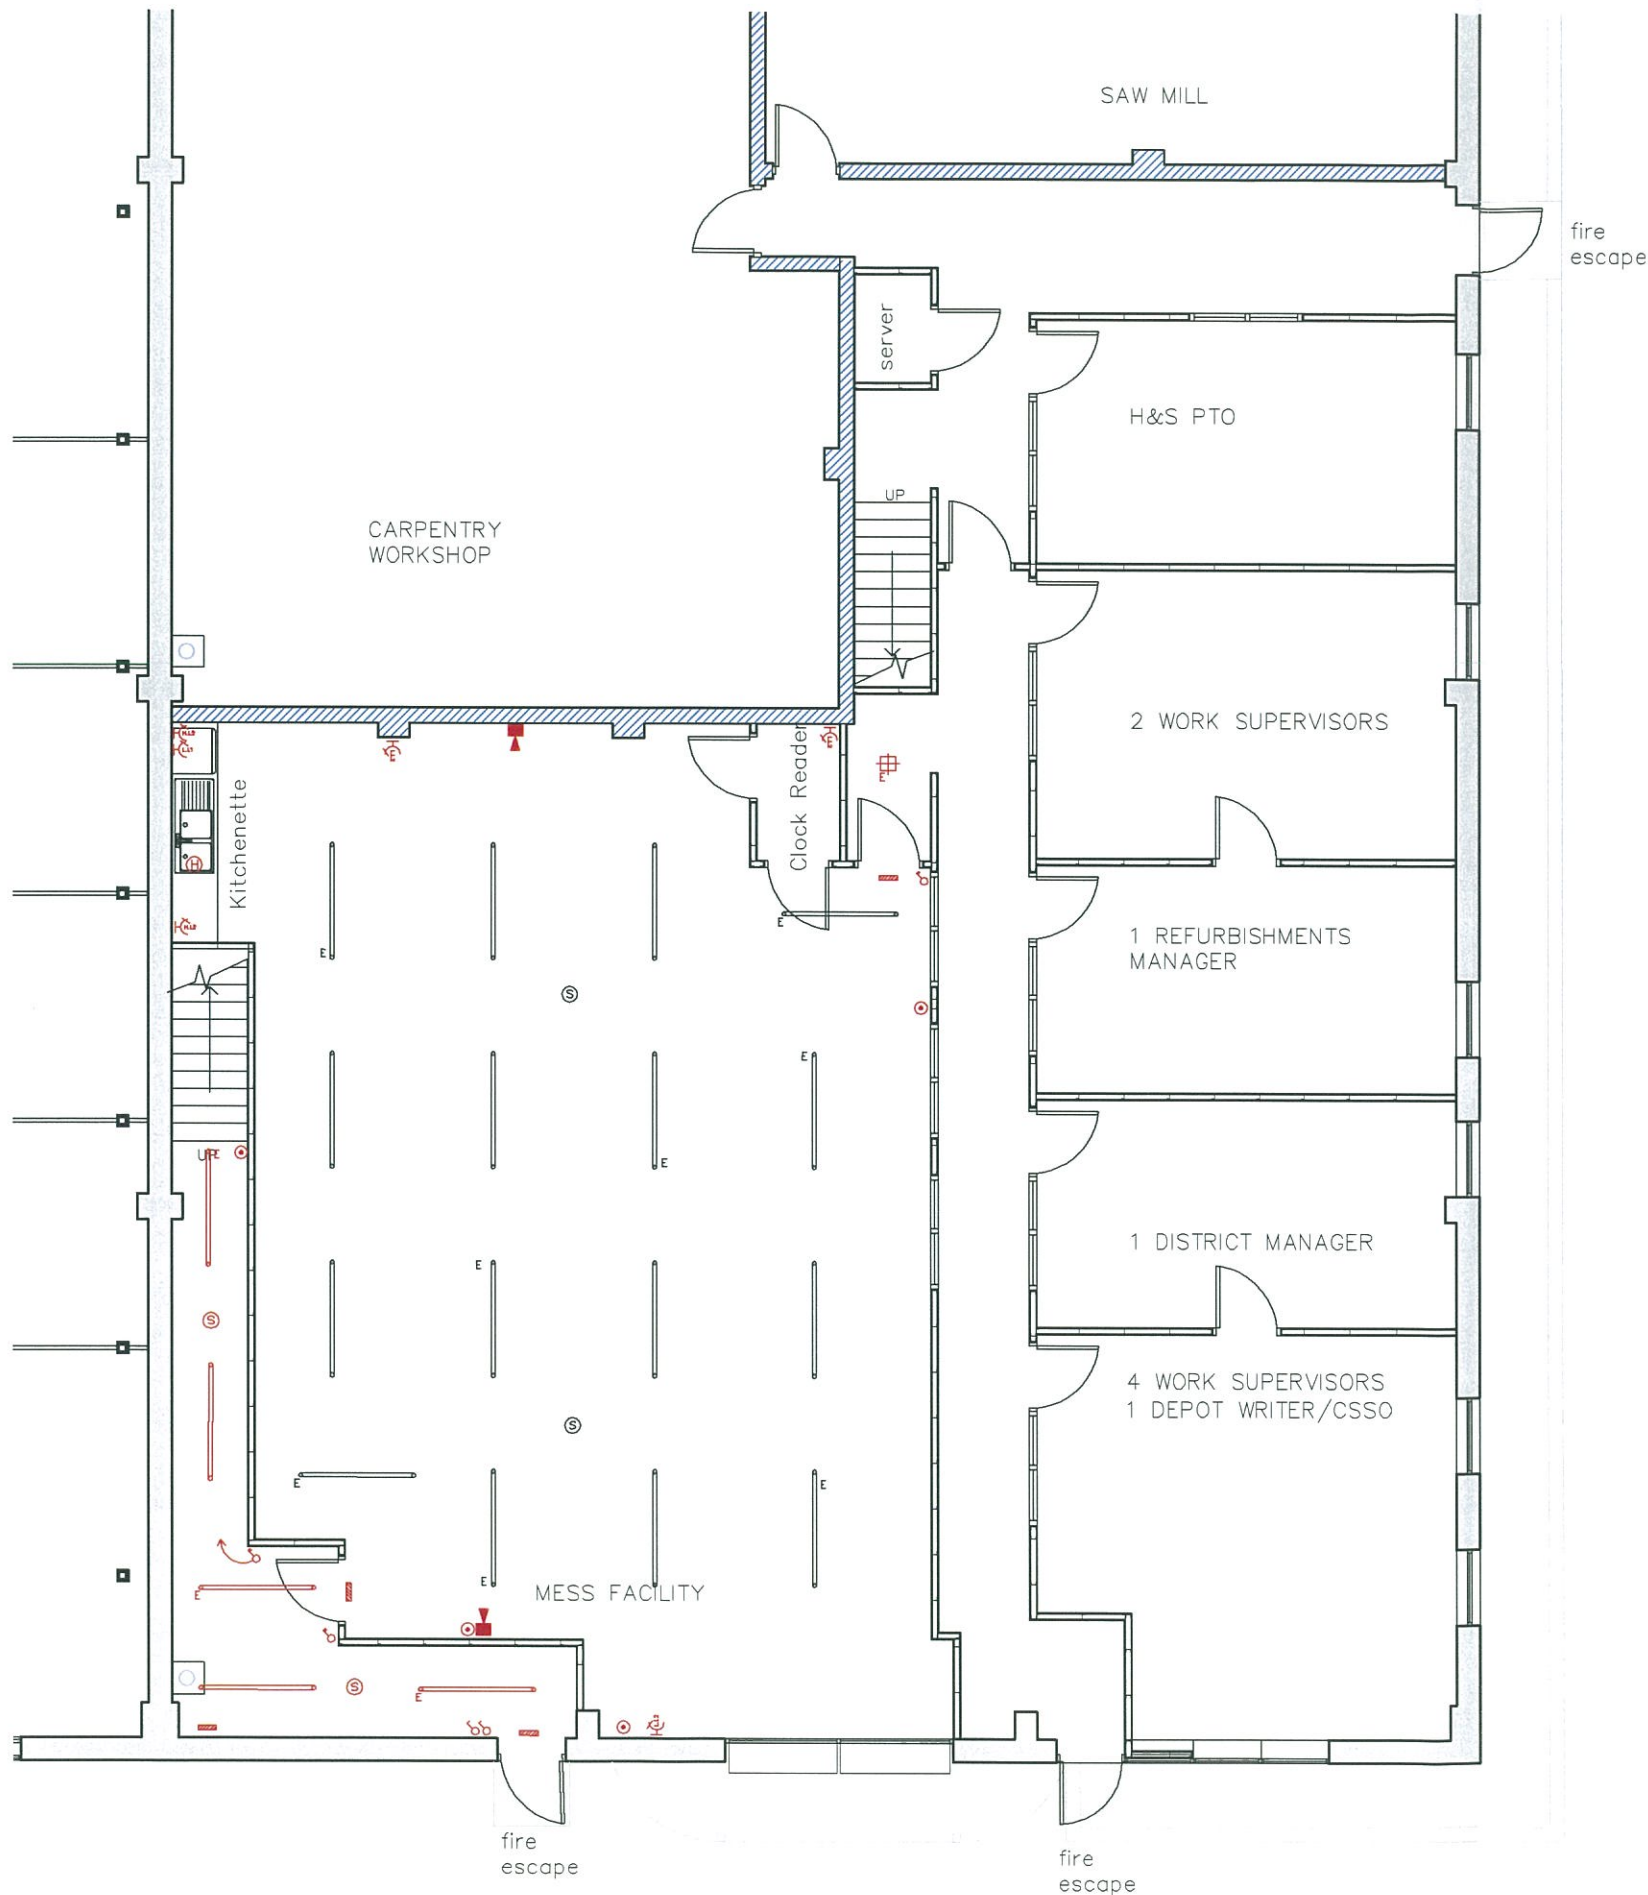 SAW MILL
fire
escape
server
H&S PTO
UP
CARPENTRY
WORKSHOP
2 WORK SUPERVISORS
Kitchenette
Clock Reader
E
E
H
E
E
1 REFURBISHMENTS
MANAGER
E
S
E
E
UP
E
1 DISTRICT MANAGER
E
S
4 WORK SUPERVISORS
1 DEPOT WRITER/CSSO
S
E
E
E
E
MESS FACILITY
S
E
fire
escape
fire
escape